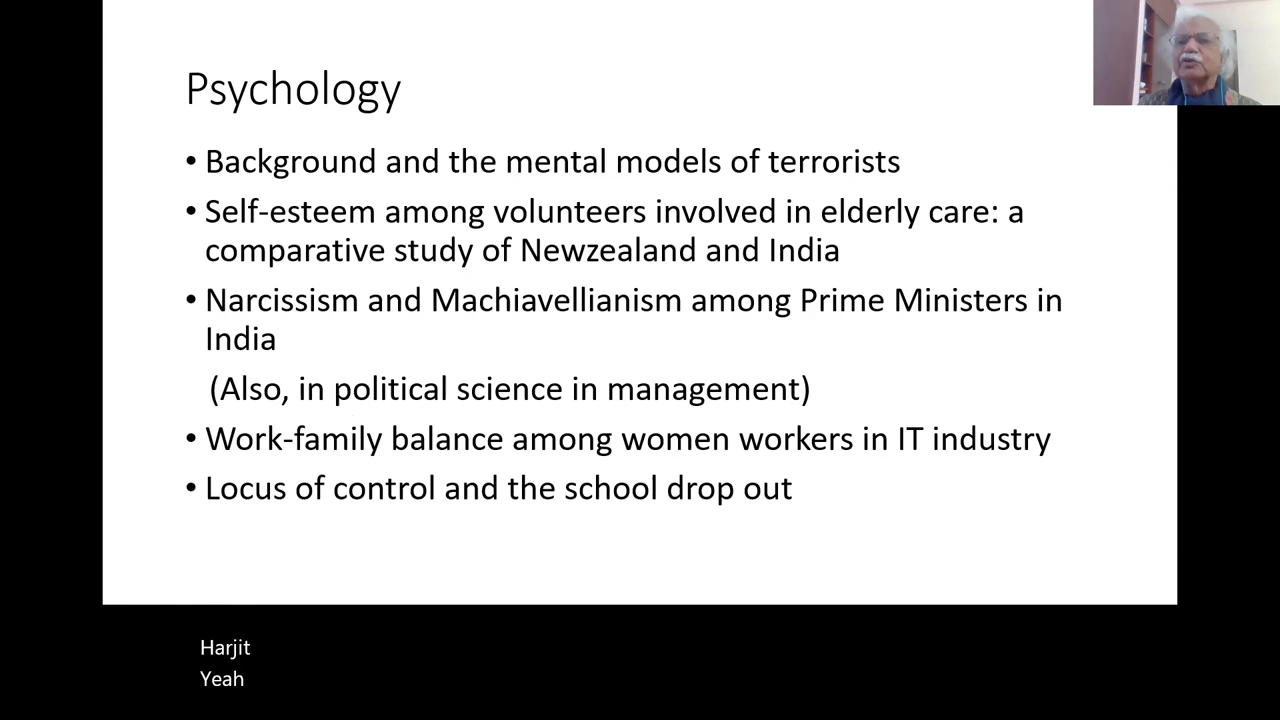 Psychology
• Background and the mental models of terrorists
• Self-esteem among volunteers involved in elderly care: a
comparative study of Newzealand and India
• Narcissism and Machiavellianism among Prime Ministers in
India
(Also, in political science in management)
• Work-family balance among women workers in IT industry
• Locus of control and the school drop out
Harjit
Yeah